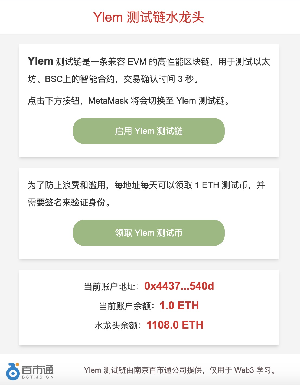 Ylem 测试链水龙头
Ylem 测试链是一条兼容 EVM 的高性能区块链，用于测试以太
坊、BSC上的智能合约，交易确认时间 3 秒。
点击下方按钮，MetaMask 将会切换至 Ylem 测试链。
启用 Ylem 测试链
为了防止浪费和滥用，每地址每天可以领取 1 ETH 测试币，并
需要签名来验证身份。
领取 Ylem 测试币
当前账户地址：0x4437...540d
当前账户余额：1.0 ETH
水龙头余额：1108.0 ETH
百市通
Ylem 测试链由南京百市通公司提供，仅用于 Web3 学习。